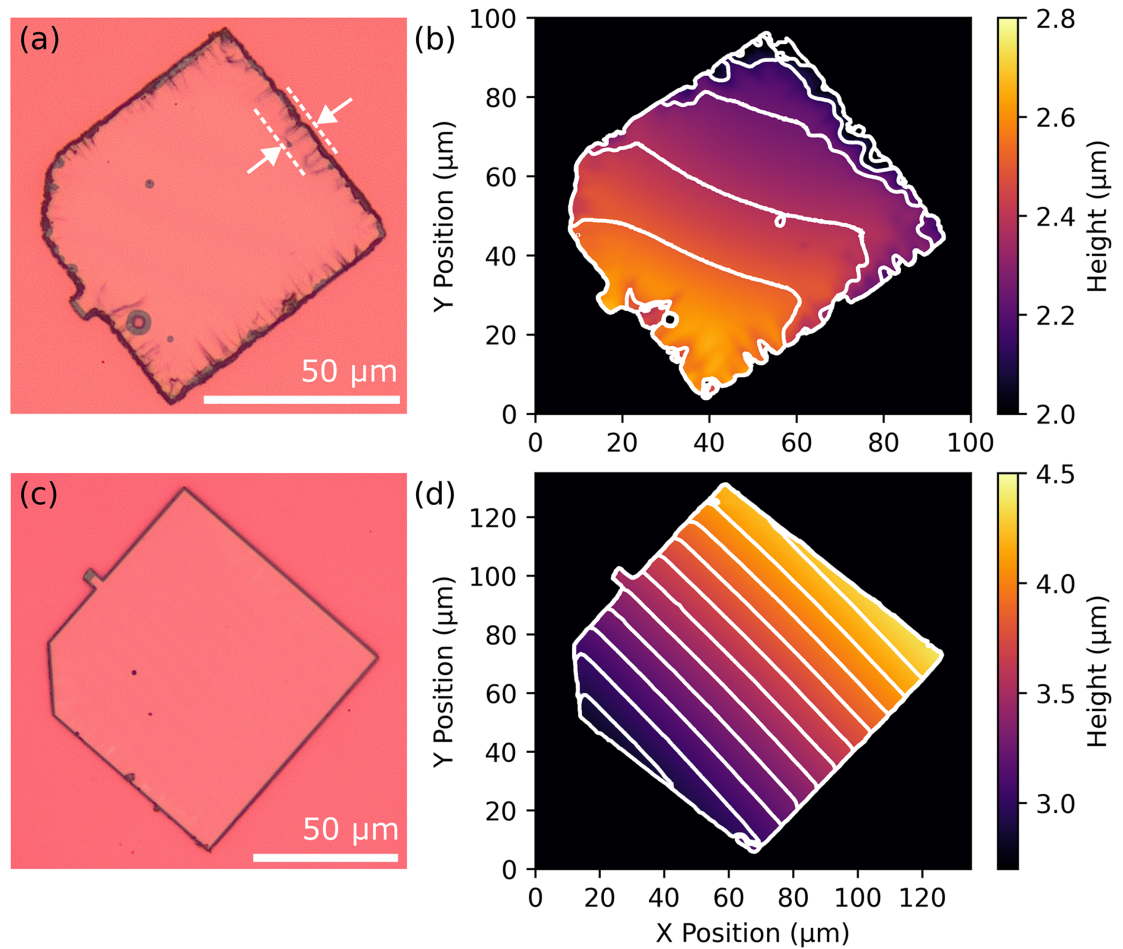 (a)
50 µm
(b)
100
80
60
40
20
0
Y Position (µm)
0 20 40 60 80 100
2.8
2.6
2.4
2.2
2.0
Height (µm)
(c)
50 µm
(d)
120
100
80
60
40
20
0
Y Position (µm)
0 20 40 60 80 100 120
X Position (µm)
4.5
4.0
3.5
3.0
Height (µm)